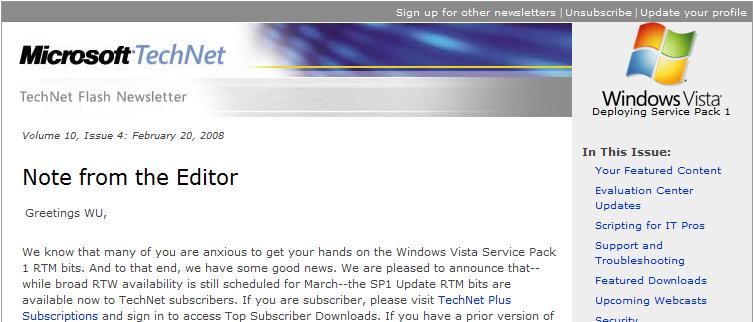 Sign up for other newsletters | Unsubscribe | Update your profile
Microsoft TechNet
TechNet Flash Newsletter
Volume 10, Issue 4: February 20, 2008
Note from the Editor
Greetings WU,
We know that many of you are anxious to get your hands on the Windows Vista Service Pack
1 RTM bits. And to that end, we have some good news. We are pleased to announce that--
while broad RTW availability is still scheduled for March--the SP1 Update RTM bits are
available now to TechNet subscribers. If you are subscriber, please visit TechNet Plus
Subscriptions and sign in to access Top Subscriber Downloads. If you have a prior version of
Windows Vista
Deploying Service Pack 1
In This Issue:
Your Featured Content
Evaluation Center
Updates
Scripting for IT Pros
Support and
Troubleshooting
Featured Downloads
Upcoming Webcasts
Security